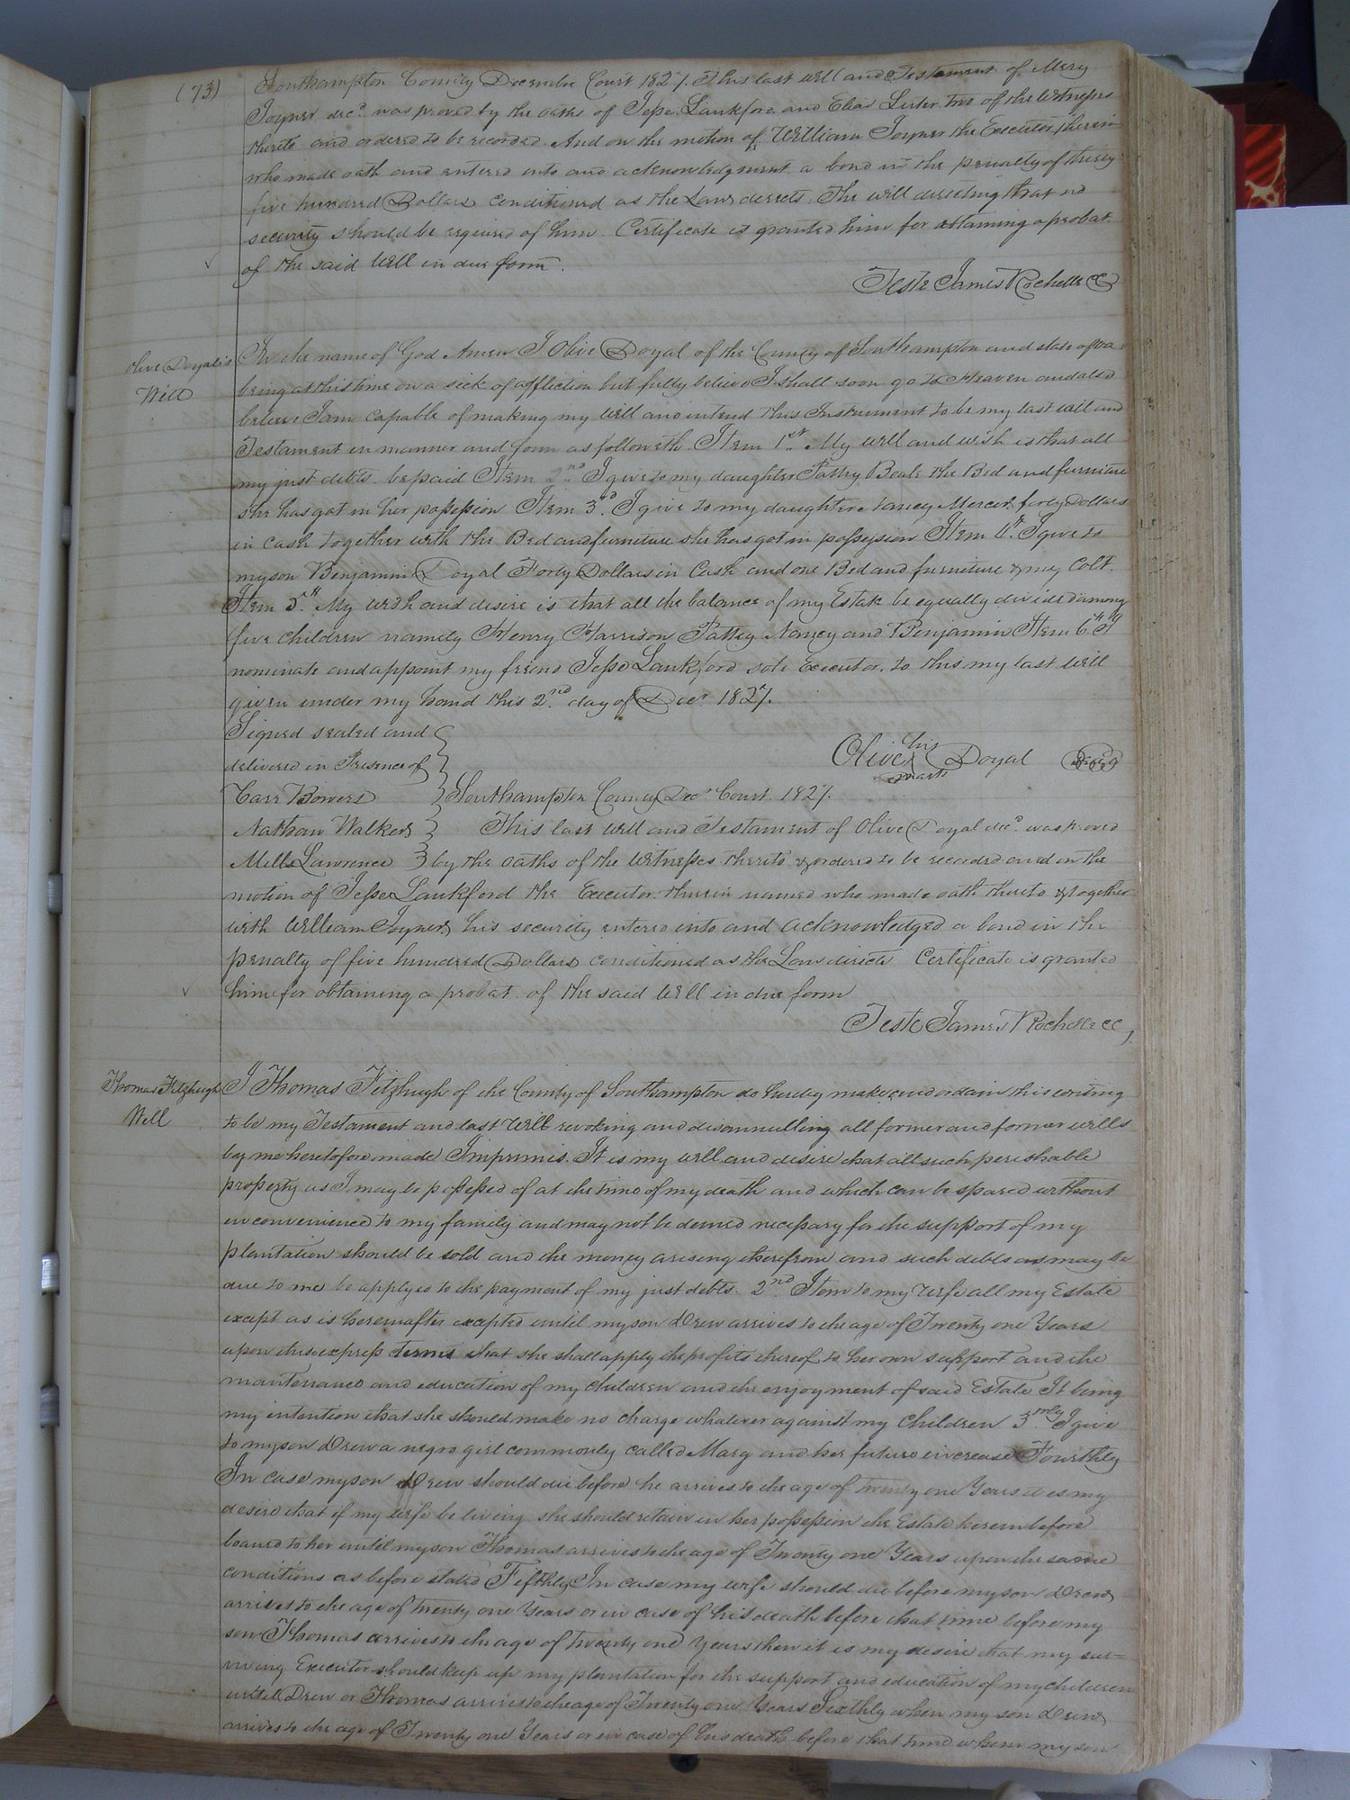 (73)
Southampton County December Court 1827. This last will and Testament of Mery
Joyner dec.d was proved by the oaths of Jesse Lankford and Elias Lester two of the Witnesses
thereto and ordered to be recorded And on the motion of William Joyner the Executor therein
who made oath and entered into and acknowledgment a bond in the penalty of thirty
five hundred Dollars conditioned as the Law directs The will directing that no
security should be required of him Certificate is granted him for obtaining a probat
of the said Will in due form.
Teste James Rochelle CC
Olive Doyal's
Will
In the name of God Amen I Olive Doyal of the County of Southampton and state of Va
being at this time on a sick of affliction but fully believe I shall soon go to Heaven and also
believe I am capable of making my will and intend this Instrument to be my last will and
Testament in manner and form as followeth. Item 1st My will and wish is that all
my just debts be paid Item 2nd I give to my daughter Patsy Beale the Bed and furniture
she has got in her possession Item 3d. I give to my daughter Nancy Mercer forty Dollars
in cash together with the Bed and furniture she has got in possession Item 4th. I give to
my son Benjamin Doyal Forty Dollars in Cash and one Bed and furniture & my Colt.
Item 5th My wish and desire is that all the balance of my Estate be equally divided among
five children namely Henry Harrison Patsey Nancey and Benjamin Item 6th I
nominate and appoint my friend Jesse Lankford sole Executor to this my last will
given under my hand this 2nd day of Decr 1827.
Signed sealed and
delivered in Presence of
Olive his mark Doyal Seal
Carr Bowers
Southampton County Decr Court 1827.
Nathan Walker
This last will and Testament of Olive Doyal decd. was proved
Mills Lawrence
by the oaths of the witnesses thereto & ordered to be recorded and on the
motion of Jesse Lankford the Executor therein named who made oath thereto & together
with William Joyner his security entered into and acknowledged a bond in the
penalty of five hundred Dollars conditioned as the Law directs Certificate is granted
him for obtaining a probat of the said Will in due form
Teste James Rochelle CC,
Thomas Fitzhugh
Will
I Thomas Fitzhugh of the County of Southampton do hereby make and ordain this writing
to be my Testament and last Will revoking and disannulling all former and former wills
by me heretofore made Imprimis. It is my will and desire that all such perishable
property as I may be possessed of at the time of my death and which can be spared without
inconvenience to my family and may not be deemed necessary for the support of my
plantation should be sold and the money arising therefrom and such debts as may be
due to me be applyed to the payment of my just debts. 2nd Item to my Wife all my Estate
except as is hereinafter excepted until my son Drew arrives to the age of Twenty one Years
upon this express terms that she shall apply the profits thereof to her own support and the
maintenance and education of my children and the enjoyment of said Estate It being
my intention that she should make no charge whatever against my Children 3rdly I give
to my son Drew a negro girl commonly called Mary and her future increase Fourthly
In case my son Drew should die before he arrives to the age of twenty one Years it is my
desire that if my wife be living she should retain in her possession the Estate herein before
loaned to her until my son Thomas arrives to the age of Twenty one Years upon the same
conditions as before stated Fifthly In case my wife should die before my son Drew
arrives to the age of twenty one Years or in case of his death before that time before my
son Thomas arrives to the age of twenty one Years then it is my desire that my sur=
viving Executor should keep up my plantation for the support and education of my children
until Drew or Thomas arrives to the age of Twenty one Years Sixthly when my son Drew
arrives to the age of Twenty one Years or in case of his death before that time when my son